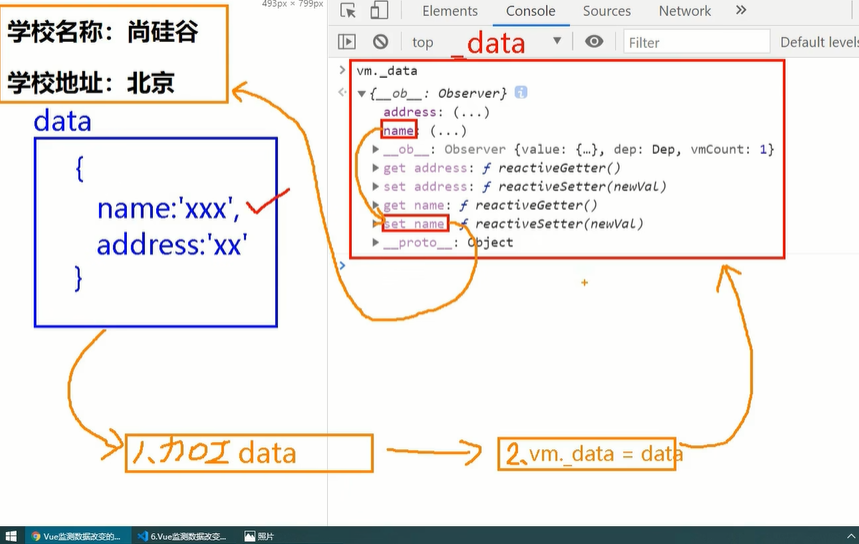 493px × 799px
学校名称：尚硅谷
学校地址：北京
data
{
name:'xxx',
address:'xx'
}
Elements Console Sources Network »
top _data Filter Default levels
vm._data
{__ob__: Observer}
address: (...)
name: (...)
__ob__: Observer {value: {…}, dep: Dep, vmCount: 1}
get address: ƒ reactiveGetter()
set address: ƒ reactiveSetter(newVal)
get name: ƒ reactiveGetter()
set name: ƒ reactiveSetter(newVal)
__proto__: Object
1、加工 data
2、vm._data = data
Vue监测数据改变的... 6.Vue监测数据改变... 照片